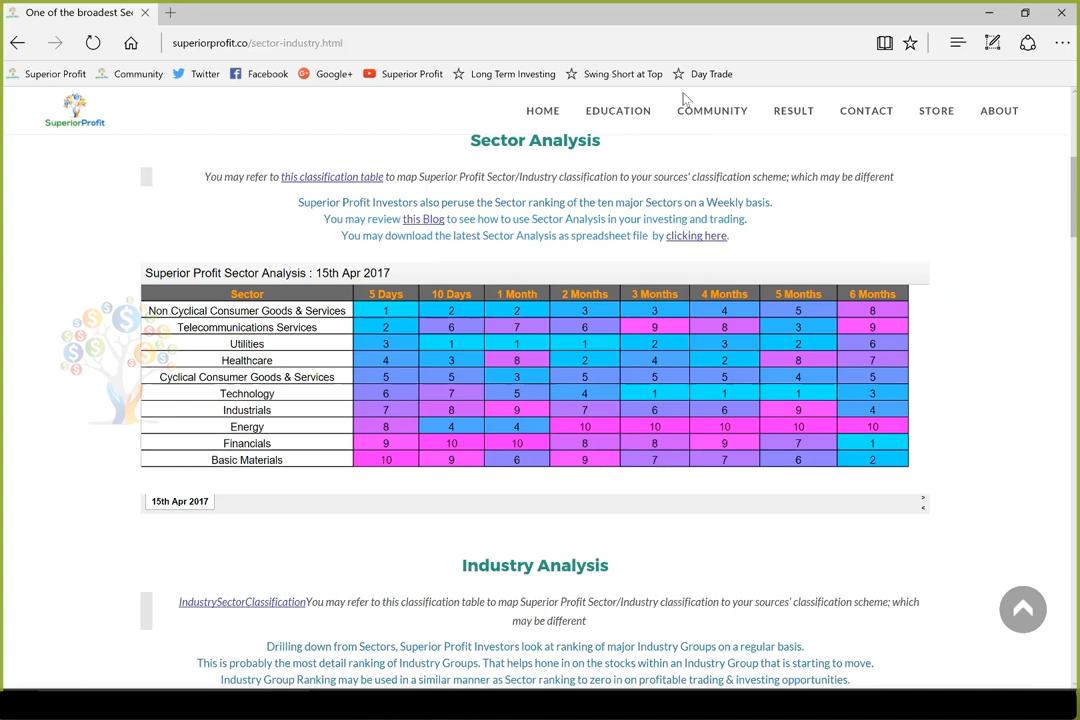 One of the broadest Sec
superiorprofit.co/sector-industry.html
Superior Profit Community Twitter Facebook Google+ Superior Profit Long Term Investing Swing Short at Top Day Trade
SuperiorProfit
HOME EDUCATION COMMUNITY RESULT CONTACT STORE ABOUT
Sector Analysis
You may refer to this classification table to map Superior Profit Sector/Industry classification to your sources' classification scheme; which may be different
Superior Profit Investors also peruse the Sector ranking of the ten major Sectors on a Weekly basis.
You may review this Blog to see how to use Sector Analysis in your investing and trading.
You may download the latest Sector Analysis as spreadsheet file by clicking here.
Superior Profit Sector Analysis : 15th Apr 2017
Sector 5 Days 10 Days 1 Month 2 Months 3 Months 4 Months 5 Months 6 Months
Non Cyclical Consumer Goods & Services 1 2 2 3 3 4 5 8
Telecommunications Services 2 6 7 6 9 8 3 9
Utilities 3 1 1 1 2 3 2 6
Healthcare 4 3 8 2 4 2 8 7
Cyclical Consumer Goods & Services 5 5 3 5 5 5 4 5
Technology 6 7 5 4 1 1 1 3
Industrials 7 8 9 7 6 6 9 4
Energy 8 4 4 10 10 10 10 10
Financials 9 10 10 8 8 9 7 1
Basic Materials 10 9 6 9 7 7 6 2
15th Apr 2017
Industry Analysis
IndustrySectorClassificationYou may refer to this classification table to map Superior Profit Sector/Industry classification to your sources' classification scheme; which
may be different
Drilling down from Sectors, Superior Profit Investors look at ranking of major Industry Groups on a regular basis.
This is probably the most detail ranking of Industry Groups. That helps hone in on the stocks within an Industry Group that is starting to move.
Industry Group Ranking may be used in a similar manner as Sector ranking to zero in on profitable trading & investing opportunities.